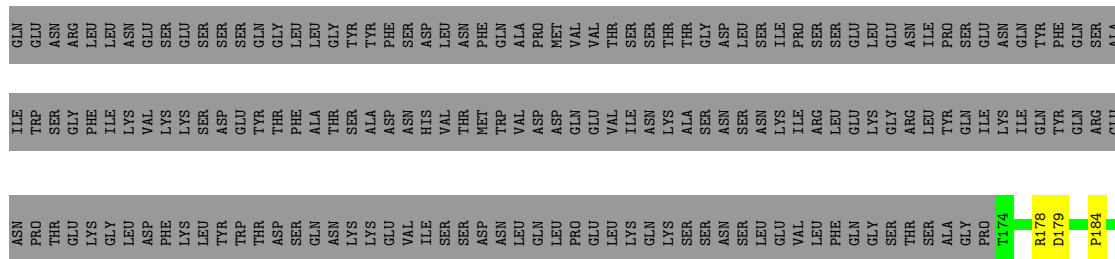 GLN GLU ASN ARG LEU LEU ASN GLU SER GLU SER SER SER GLN GLY LEU LEU GLY TYR TYR PHE SER ASP LEU ASN PHE GLN ALA PRO MET VAL VAL THR SER SER THR THR GLY ASP LEU SER ILE PRO SER SER GLU LEU GLU ASN ILE PRO SER GLU ASN GLN TYR PHE GLN SER ALA
ILE TRP SER GLY PHE ILE LYS VAL LYS LYS SER ASP GLU TYR THR PHE ALA THR SER ALA ASP ASN HIS VAL THR MET TRP VAL ASP ASP GLN GLU VAL ILE ASN LYS ALA SER ASN SER ASN LYS ILE ARG LEU GLU LYS GLY ARG LEU TYR GLN ILE LYS ILE GLN TYR GLN ARG GLU
ASN PRO THR GLU LYS GLY LEU ASP PHE LYS LEU TYR TRP THR ASP SER GLN ASN LYS LYS GLU VAL ILE SER SER ASP ASN LEU GLN LEU PRO GLU LEU LYS GLN LYS SER SER ASN SER LEU GLU VAL LEU PHE GLN GLY SER THR SER ALA GLY PRO T174 R178 D179 P184